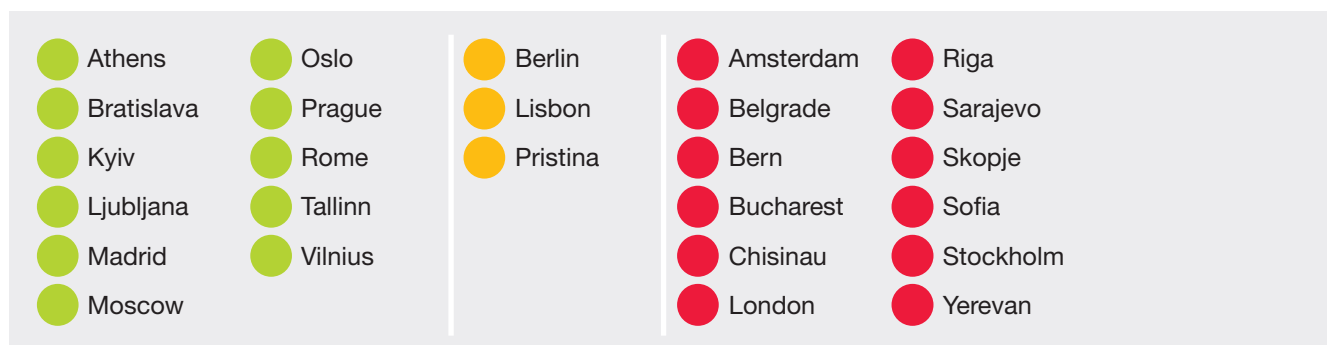 Athens
Bratislava
Kyiv
Ljubljana
Madrid
Moscow
Oslo
Prague
Rome
Tallinn
Vilnius
Berlin
Lisbon
Pristina
Amsterdam
Belgrade
Bern
Bucharest
Chisinau
London
Riga
Sarajevo
Skopje
Sofia
Stockholm
Yerevan